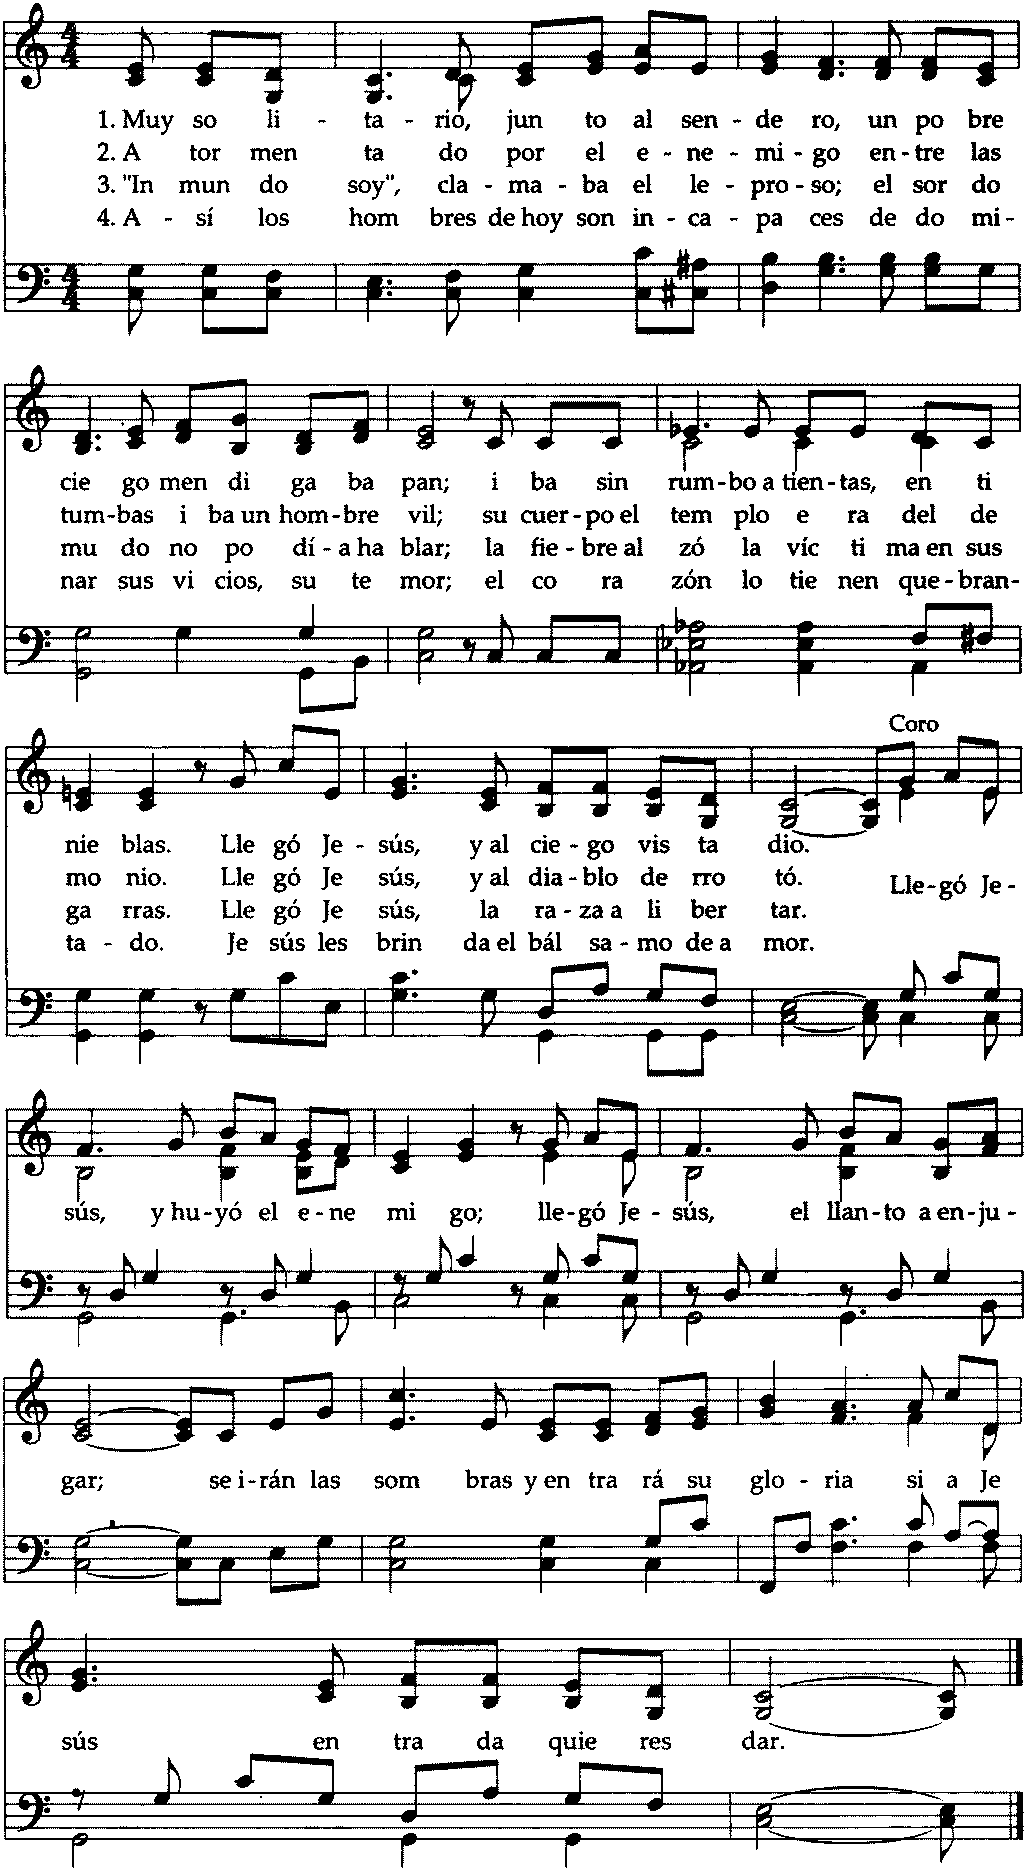 1. Muy so li - ta - rio, jun to al sen - de ro, un po bre
2. A tor men ta do por el e - ne - mi - go en - tre las
3. "In mun do soy", cla - ma - ba el le - pro - so; el sor do
4. A - sí los hom bres de hoy son in - ca - pa ces de do mi -
cie go men di ga ba pan; i ba sin rum - bo a tien - tas, en ti
tum - bas i ba un hom - bre vil; su cuer - po el tem plo e ra del de
mu do no po dí - a ha blar; la fie - bre al zó la víc ti ma en sus
nar sus vi cios, su te mor; el co ra zón lo tie nen que - bran -
Coro
nie blas. Lle gó Je - sús, y al cie - go vis ta dio.
mo nio. Lle gó Je sús, y al dia - blo de rro tó.
Lle - gó Je -
ga rras. Lle gó Je sús, la ra - za a li ber tar.
ta - do. Je sús les brin da el bál sa - mo de a mor.
sús, y hu - yó el e - ne mi go; lle - gó Je - sús, el llan - to a en - ju -
gar; se i - rán las som bras y en tra rá su glo - ria si a Je
sús en tra da quie res dar.